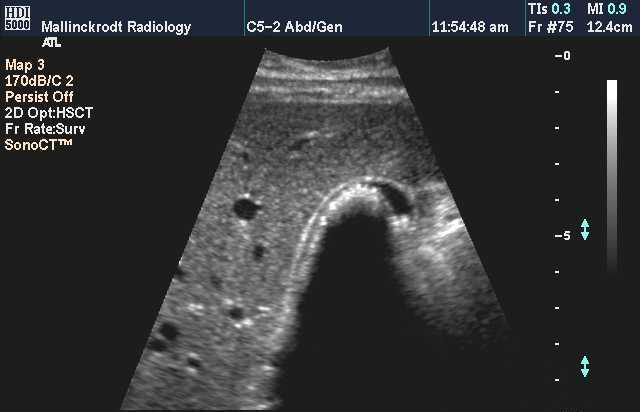 HDI
5000
Mallinckrodt Radiology
C5-2 Abd/Gen
11:54:48 am
TIs 0.3
MI 0.9
Fr #75
12.4cm
ATL
Map 3
170dB/C 2
Persist Off
2D Opt:HSCT
Fr Rate:Surv
SonoCT™
0
5